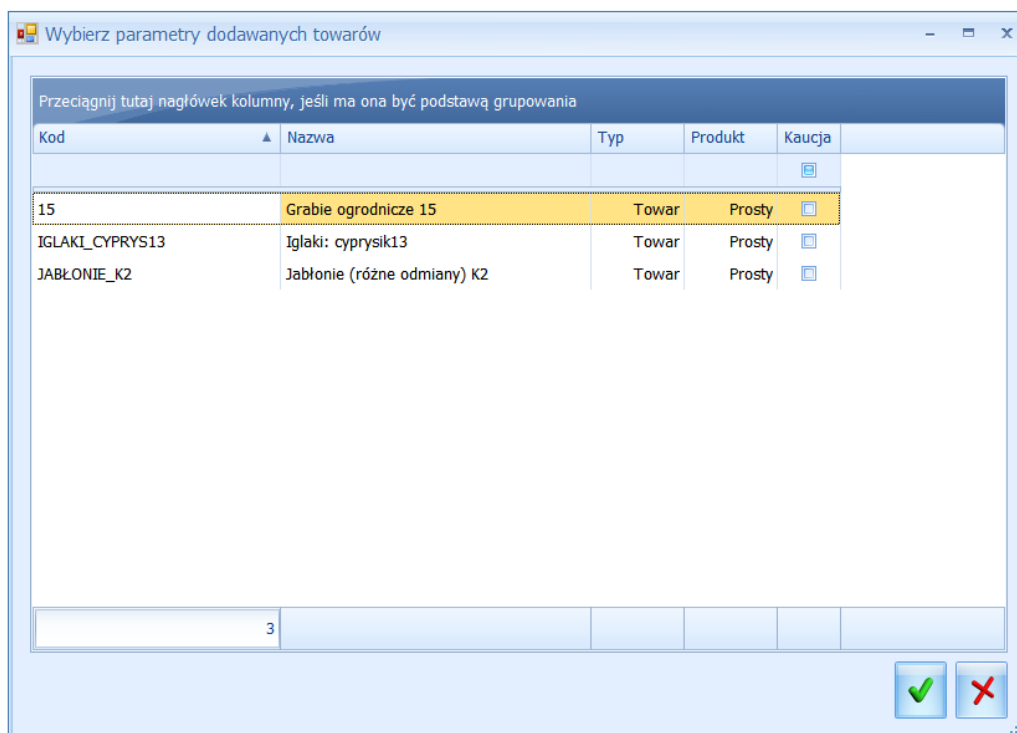 Wybierz parametry dodawanych towarów
Przeciągnij tutaj nagłówek kolumny, jeśli ma ona być podstawą grupowania
Kod Nazwa Typ Produkt Kaucja
15 Grabie ogrodnicze 15 Towar Prosty
IGLAKI_CYPRYS13 Iglaki: cyprysik13 Towar Prosty
JABŁONIE_K2 Jabłonie (różne odmiany) K2 Towar Prosty
3